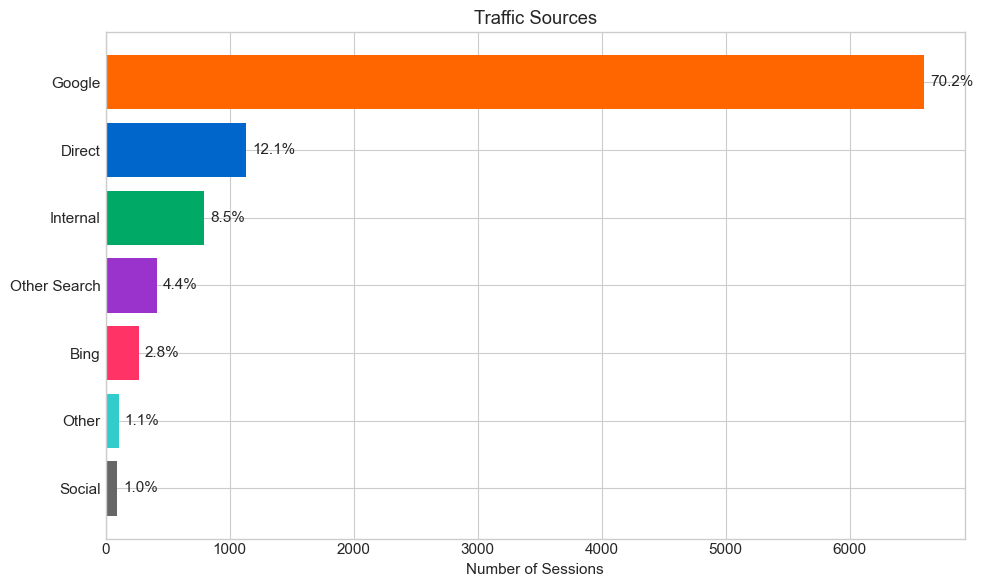 Traffic Sources
Google 70.2%
Direct 12.1%
Internal 8.5%
Other Search 4.4%
Bing 2.8%
Other 1.1%
Social 1.0%
0 1000 2000 3000 4000 5000 6000
Number of Sessions